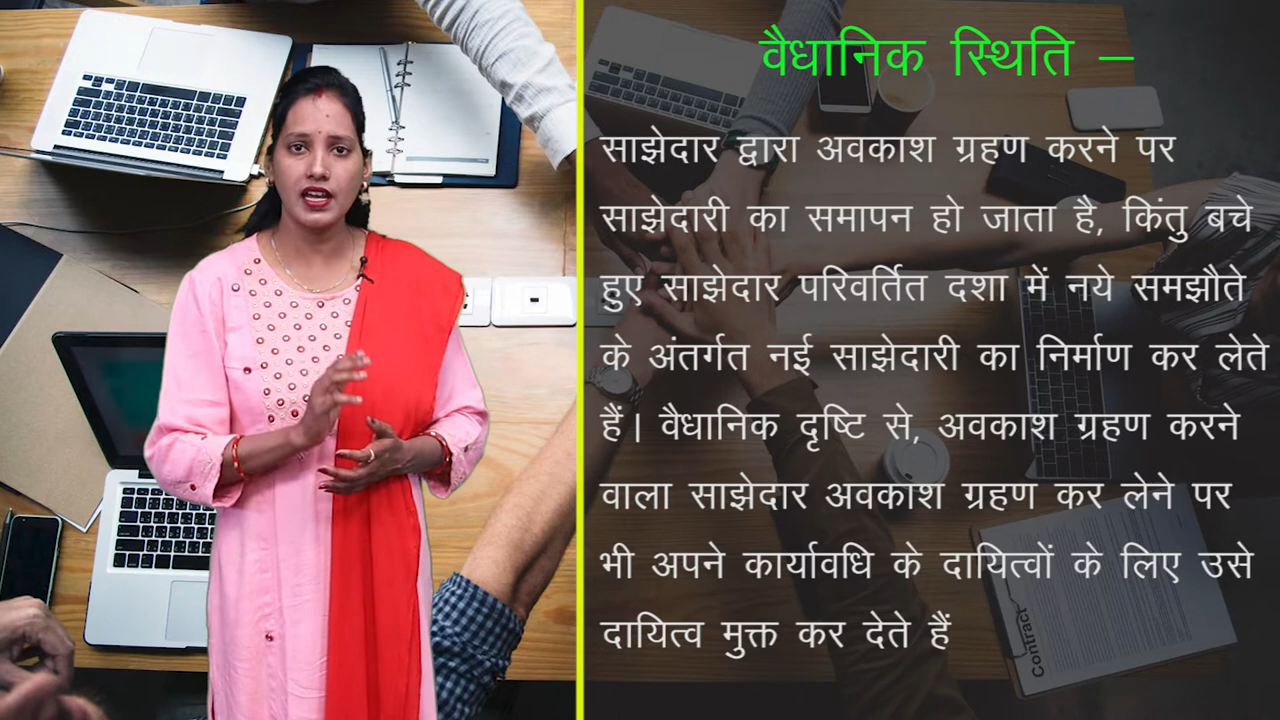 वैधानिक स्थिति –
साझेदार द्वारा अवकाश ग्रहण करने पर
साझेदारी का समापन हो जाता है, किंतु बचे
हुए साझेदार परिवर्तित दशा में नये समझौते
के अंतर्गत नई साझेदारी का निर्माण कर लेते
हैं। वैधानिक दृष्टि से, अवकाश ग्रहण करने
वाला साझेदार अवकाश ग्रहण कर लेने पर
भी अपने कार्यावधि के दायित्वों के लिए उसे
दायित्व मुक्त कर देते हैं
Contract